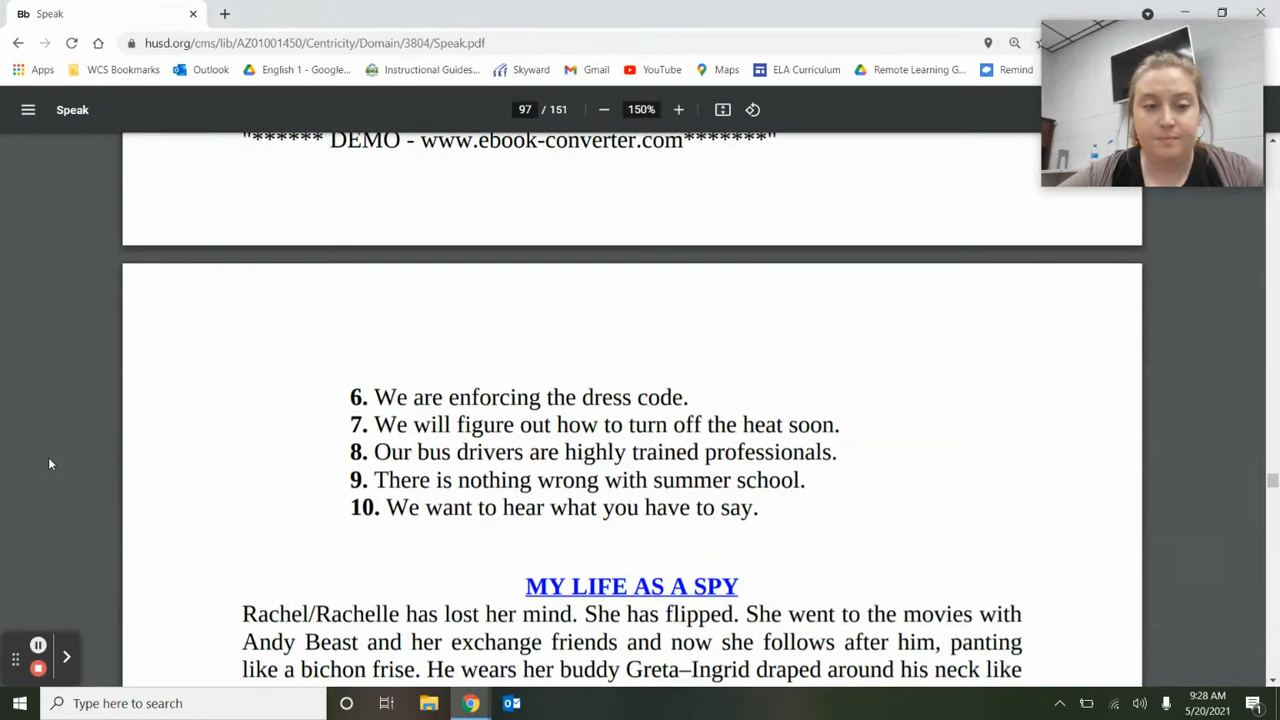 Bb Speak
husd.org/cms/lib/AZ01001450/Centricity/Domain/3804/Speak.pdf
Apps WCS Bookmarks Outlook English 1 - Google... Instructional Guides... Skyward Gmail YouTube Maps ELA Curriculum Remote Learning G... Remind
Speak 97 / 151 150%
"****** DEMO - www.ebook-converter.com*******"
6. We are enforcing the dress code.
7. We will figure out how to turn off the heat soon.
8. Our bus drivers are highly trained professionals.
9. There is nothing wrong with summer school.
10. We want to hear what you have to say.
MY LIFE AS A SPY
Rachel/Rachelle has lost her mind. She has flipped. She went to the movies with
Andy Beast and her exchange friends and now she follows after him, panting
like a bichon frise. He wears her buddy Greta–Ingrid draped around his neck like
Type here to search
9:28 AM
5/20/2021
1